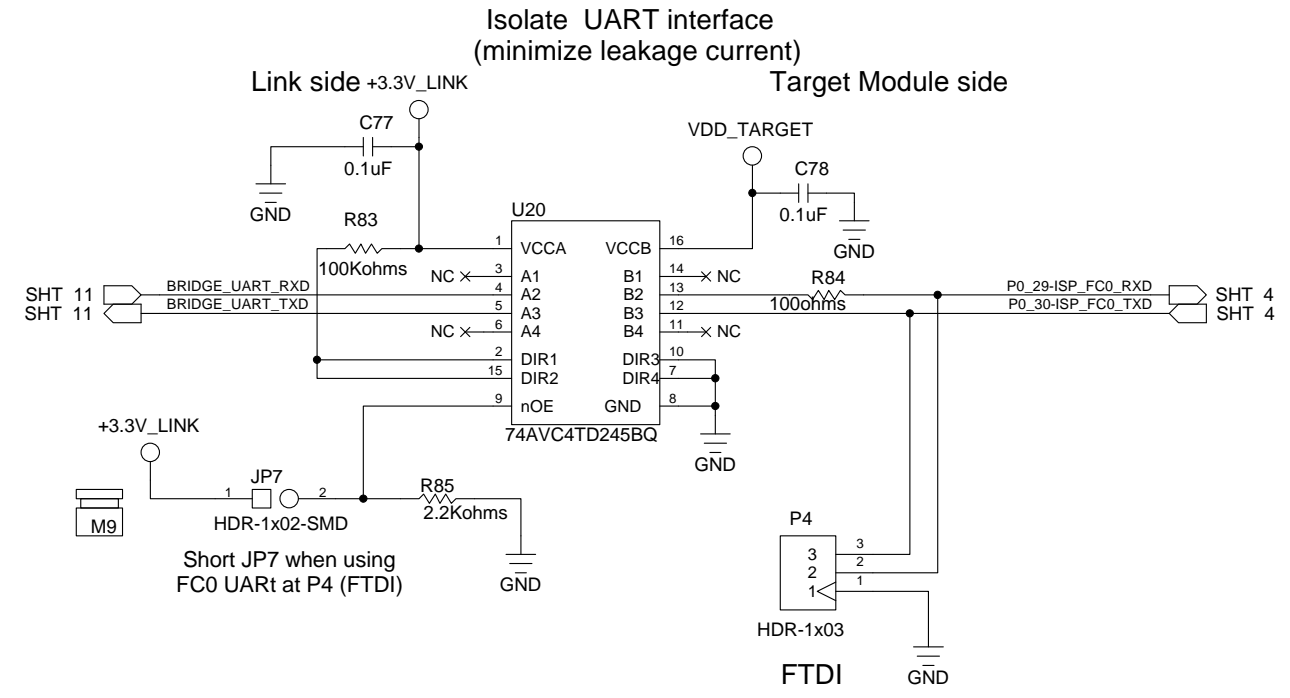 Isolate  UART interface
(minimize leakage current)
Link side
+3.3V_LINK
Target Module side
C77
0.1uF
GND
VDD_TARGET
C78
0.1uF
GND
R83
100Kohms
U20
1 VCCA
VCCB 16
NC 3 A1
B1 14 NC
SHT 11 BRIDGE_UART_RXD 4 A2
B2 13 R84 100ohms P0_29-ISP_FC0_RXD SHT 4
SHT 11 BRIDGE_UART_TXD 5 A3
B3 12 P0_30-ISP_FC0_TXD SHT 4
NC 6 A4
B4 11 NC
2 DIR1
DIR3 10
15 DIR2
DIR4 7
9 nOE
GND 8
74AVC4TD245BQ
GND
+3.3V_LINK
JP7
1 2
HDR-1x02-SMD
R85
2.2Kohms
GND
M9
Short JP7 when using
FC0 UARt at P4 (FTDI)
P4
3 3
2 2
1 1
HDR-1x03
FTDI
GND